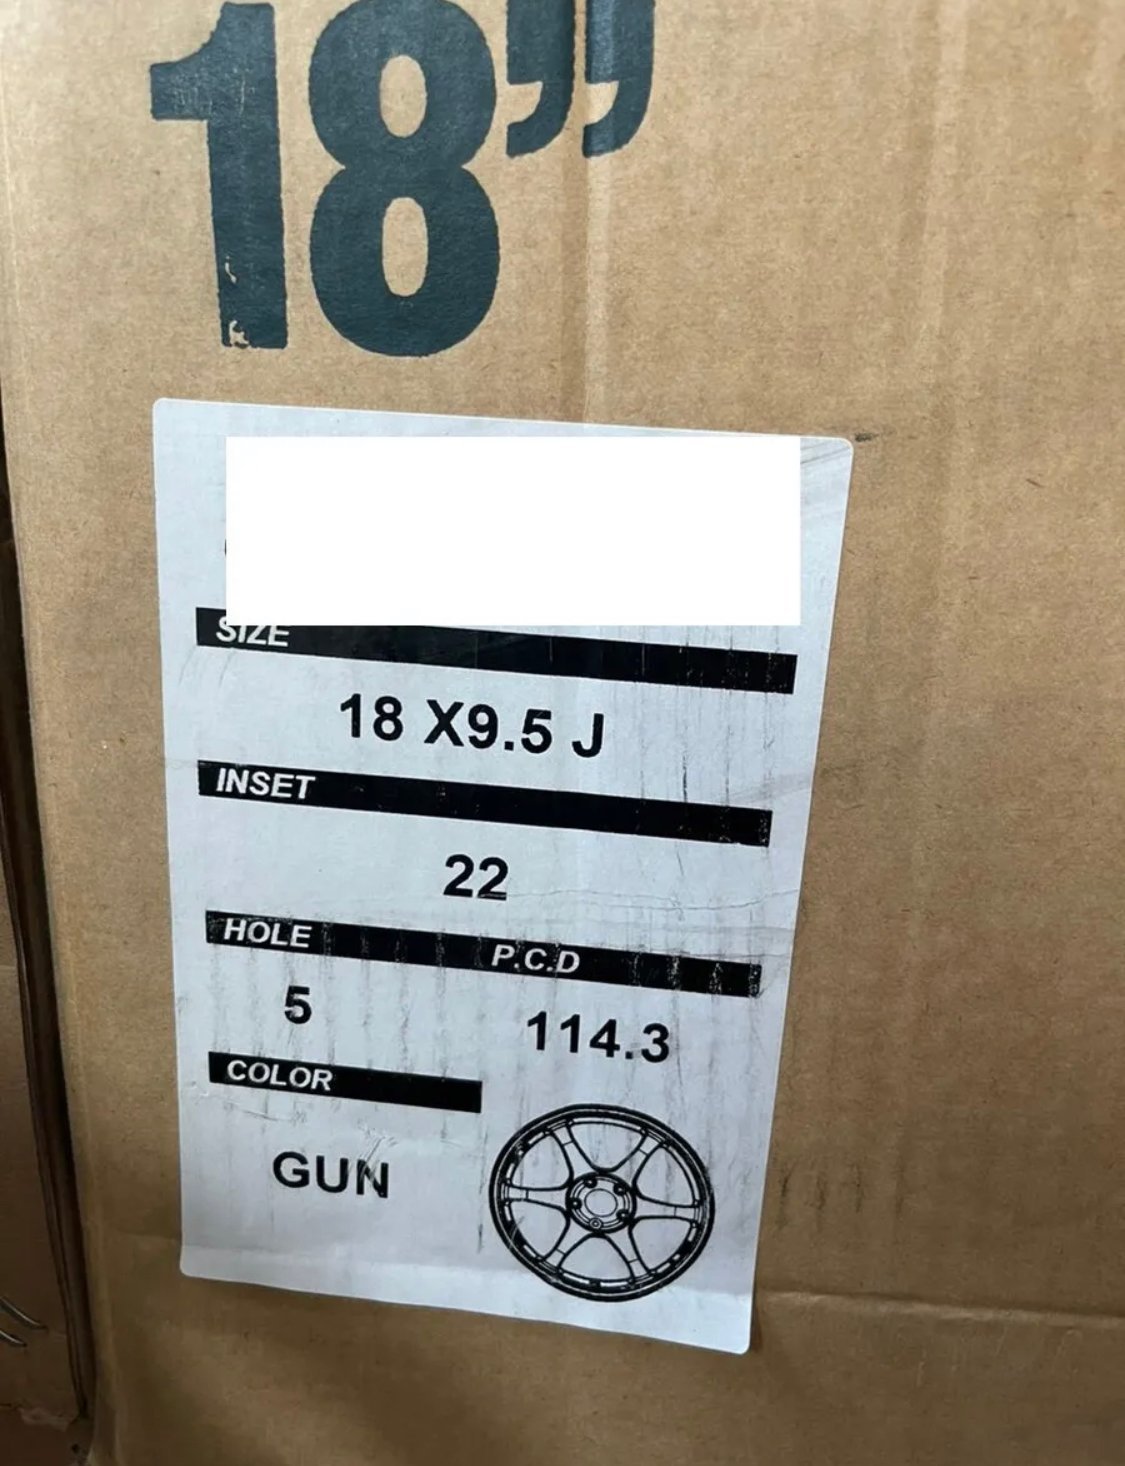 18”
SIZE
18 X9.5 J
INSET
22
HOLE P.C.D
5 114.3
COLOR
GUN